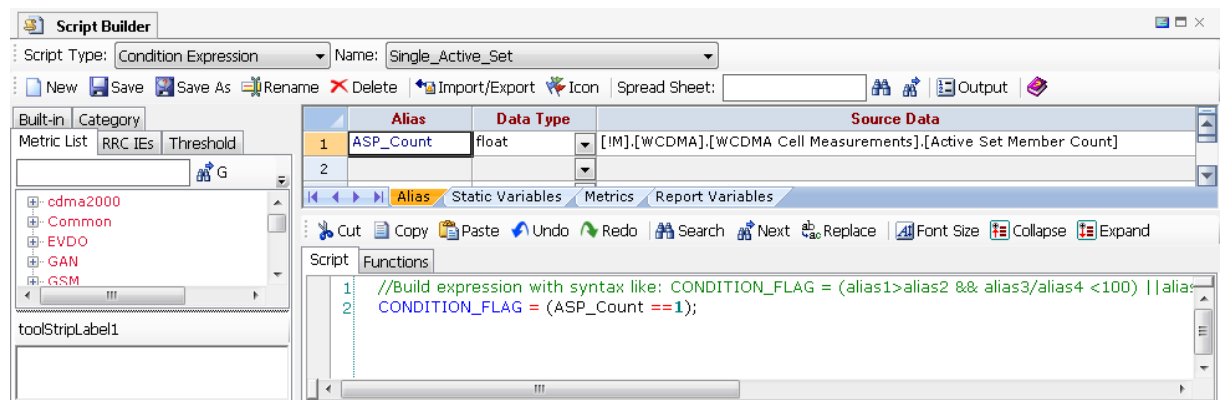 Script Builder
Script Type: Condition Expression Name: Single_Active_Set
New Save Save As Rename Delete Import/Export Icon Spread Sheet: Output
Built-in Category
Metric List RRC IEs Threshold
G
cdma2000
Common
EVDO
GAN
GSM
toolStripLabel1
Alias Data Type Source Data
1 ASP_Count float [!M].[WCDMA].[WCDMA Cell Measurements].[Active Set Member Count]
2
Alias Static Variables Metrics Report Variables
Cut Copy Paste Undo Redo Search Next Replace Font Size Collapse Expand
Script Functions
1 //Build expression with syntax like: CONDITION_FLAG = (alias1>alias2 && alias3/alias4 <100) ||alias
2 CONDITION_FLAG = (ASP_Count ==1);